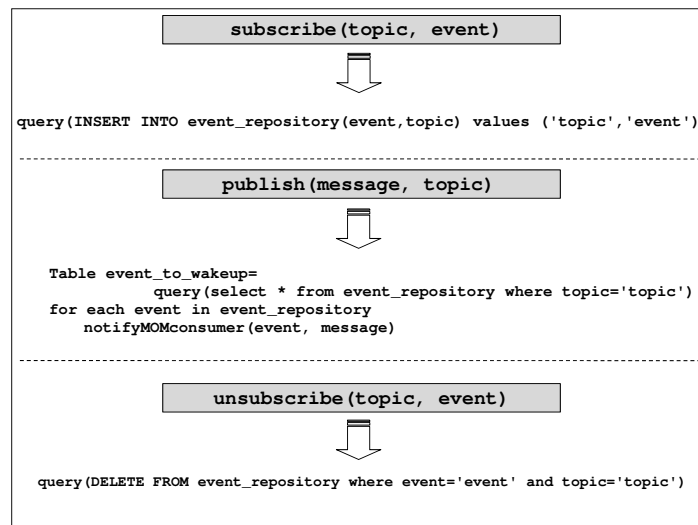 subscribe(topic, event)
query(INSERT INTO event_repository(event,topic) values ('topic','event')
publish(message, topic)
Table event_to_wakeup=
query(select * from event_repository where topic='topic')
for each event in event_repository
notifyMOMconsumer(event, message)
unsubscribe(topic, event)
query(DELETE FROM event_repository where event='event' and topic='topic')